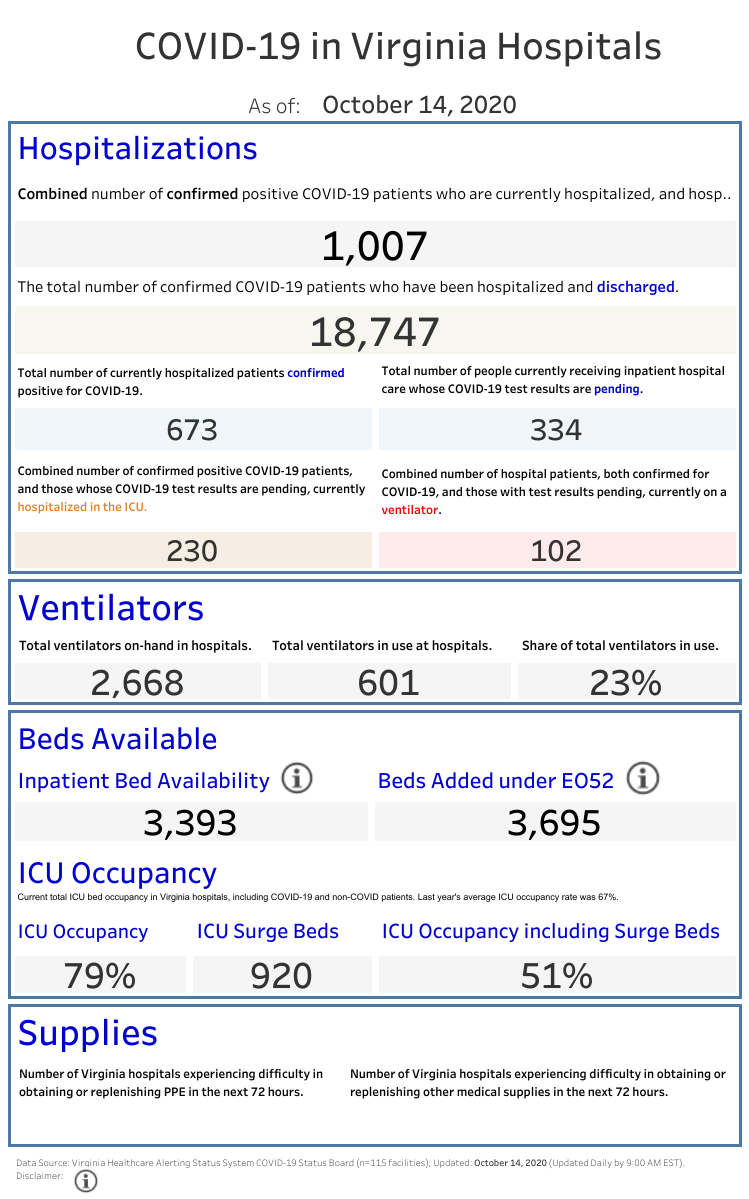 COVID-19 in Virginia Hospitals
As of: October 14, 2020
Hospitalizations
Combined number of confirmed positive COVID-19 patients who are currently hospitalized, and hosp..
1,007
The total number of confirmed COVID-19 patients who have been hospitalized and discharged.
18,747
Total number of currently hospitalized patients confirmed
positive for COVID-19.
Total number of people currently receiving inpatient hospital
care whose COVID-19 test results are pending.
673
334
Combined number of confirmed positive COVID-19 patients,
and those whose COVID-19 test results are pending, currently
hospitalized in the ICU.
Combined number of hospital patients, both confirmed for
COVID-19, and those with test results pending, currently on a
ventilator.
230
102
Ventilators
Total ventilators on-hand in hospitals.
Total ventilators in use at hospitals.
Share of total ventilators in use.
2,668
601
23%
Beds Available
Inpatient Bed Availability
Beds Added under EO52
3,393
3,695
ICU Occupancy
Current total ICU bed occupancy in Virginia hospitals, including COVID-19 and non-COVID patients. Last year's average ICU occupancy rate was 67%.
ICU Occupancy
ICU Surge Beds
ICU Occupancy including Surge Beds
79%
920
51%
Supplies
Number of Virginia hospitals experiencing difficulty in
obtaining or replenishing PPE in the next 72 hours.
Number of Virginia hospitals experiencing difficulty in obtaining or
replenishing other medical supplies in the next 72 hours.
Data Source: Virginia Healthcare Alerting Status System COVID-19 Status Board (n=115 facilities); Updated: October 14, 2020 (Updated Daily by 9:00 AM EST).
Disclaimer: